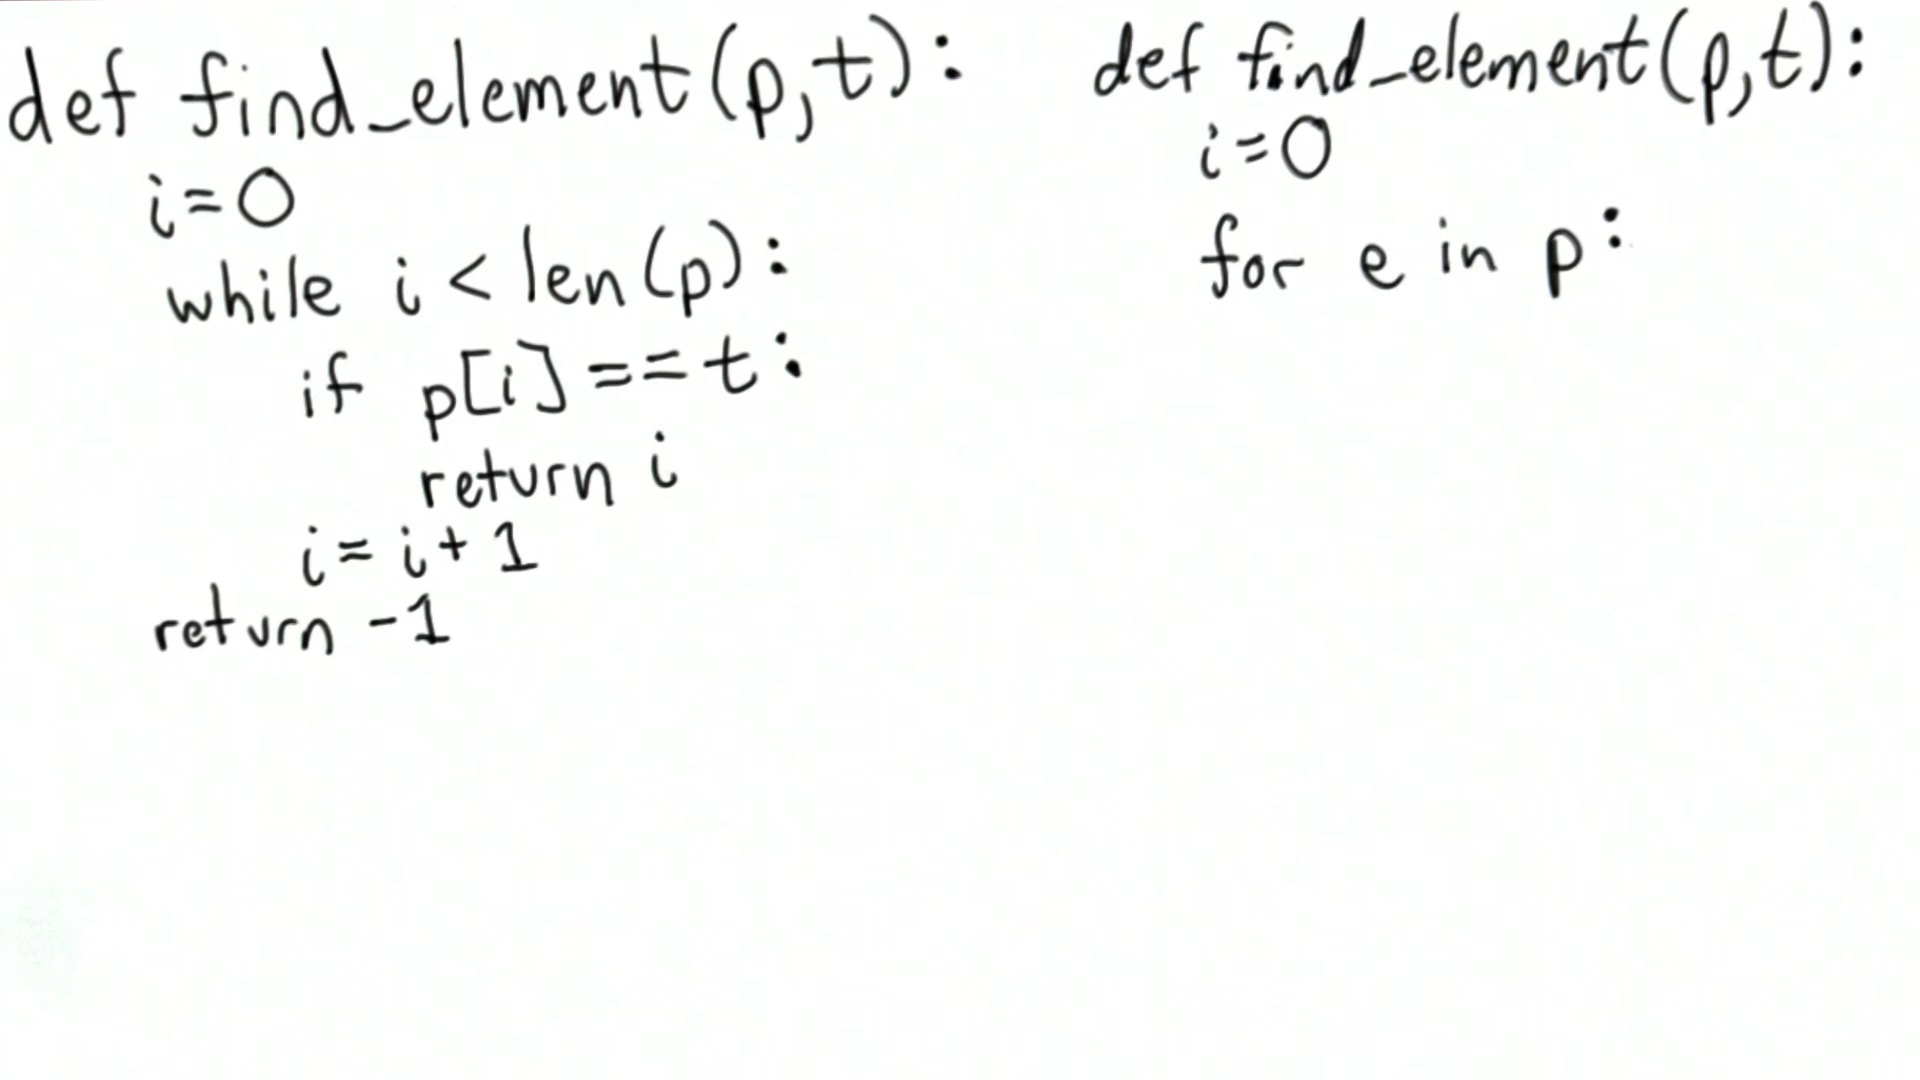 def find_element(p,t):
i=0
while i < len(p):
if p[i] == t:
return i
i = i + 1
return -1
def find_element(p,t):
i=0
for e in p: